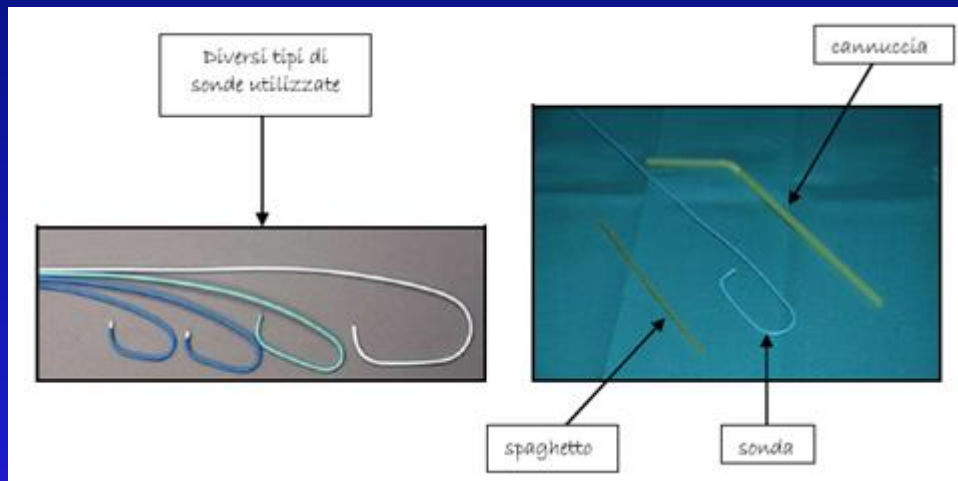 Diversi tipi di
sonde utilizzate
cannuccia
spaghetto
sonda